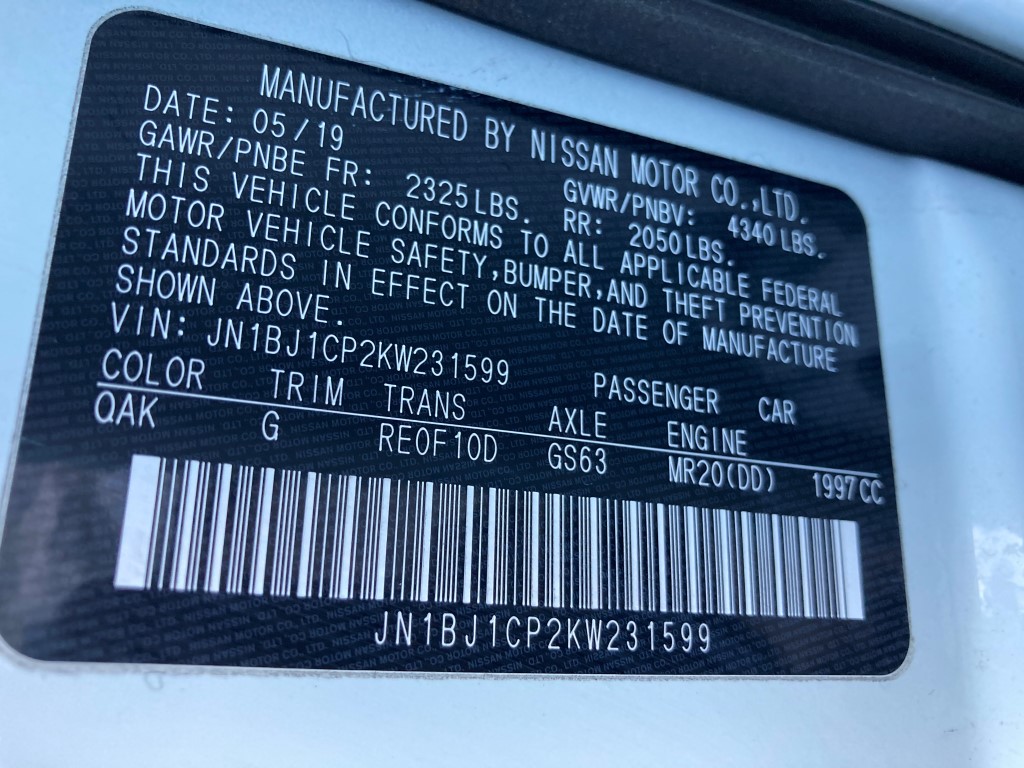 MANUFACTURED BY NISSAN MOTOR CO.,LTD.
DATE: 05/19 GVWR/PNBV: 4340 LBS.
GAWR/PNBE FR: 2325 LBS. RR: 2050 LBS.
THIS VEHICLE CONFORMS TO ALL APPLICABLE FEDERAL
MOTOR VEHICLE SAFETY,BUMPER,AND THEFT PREVENTION
STANDARDS IN EFFECT ON THE DATE OF MANUFACTURE
SHOWN ABOVE.
VIN: JN1BJ1CP2KW231599 PASSENGER CAR
COLOR TRIM TRANS AXLE ENGINE
QAK G RE0F10D GS63 MR20(DD) 1997CC
JN1BJ1CP2KW231599